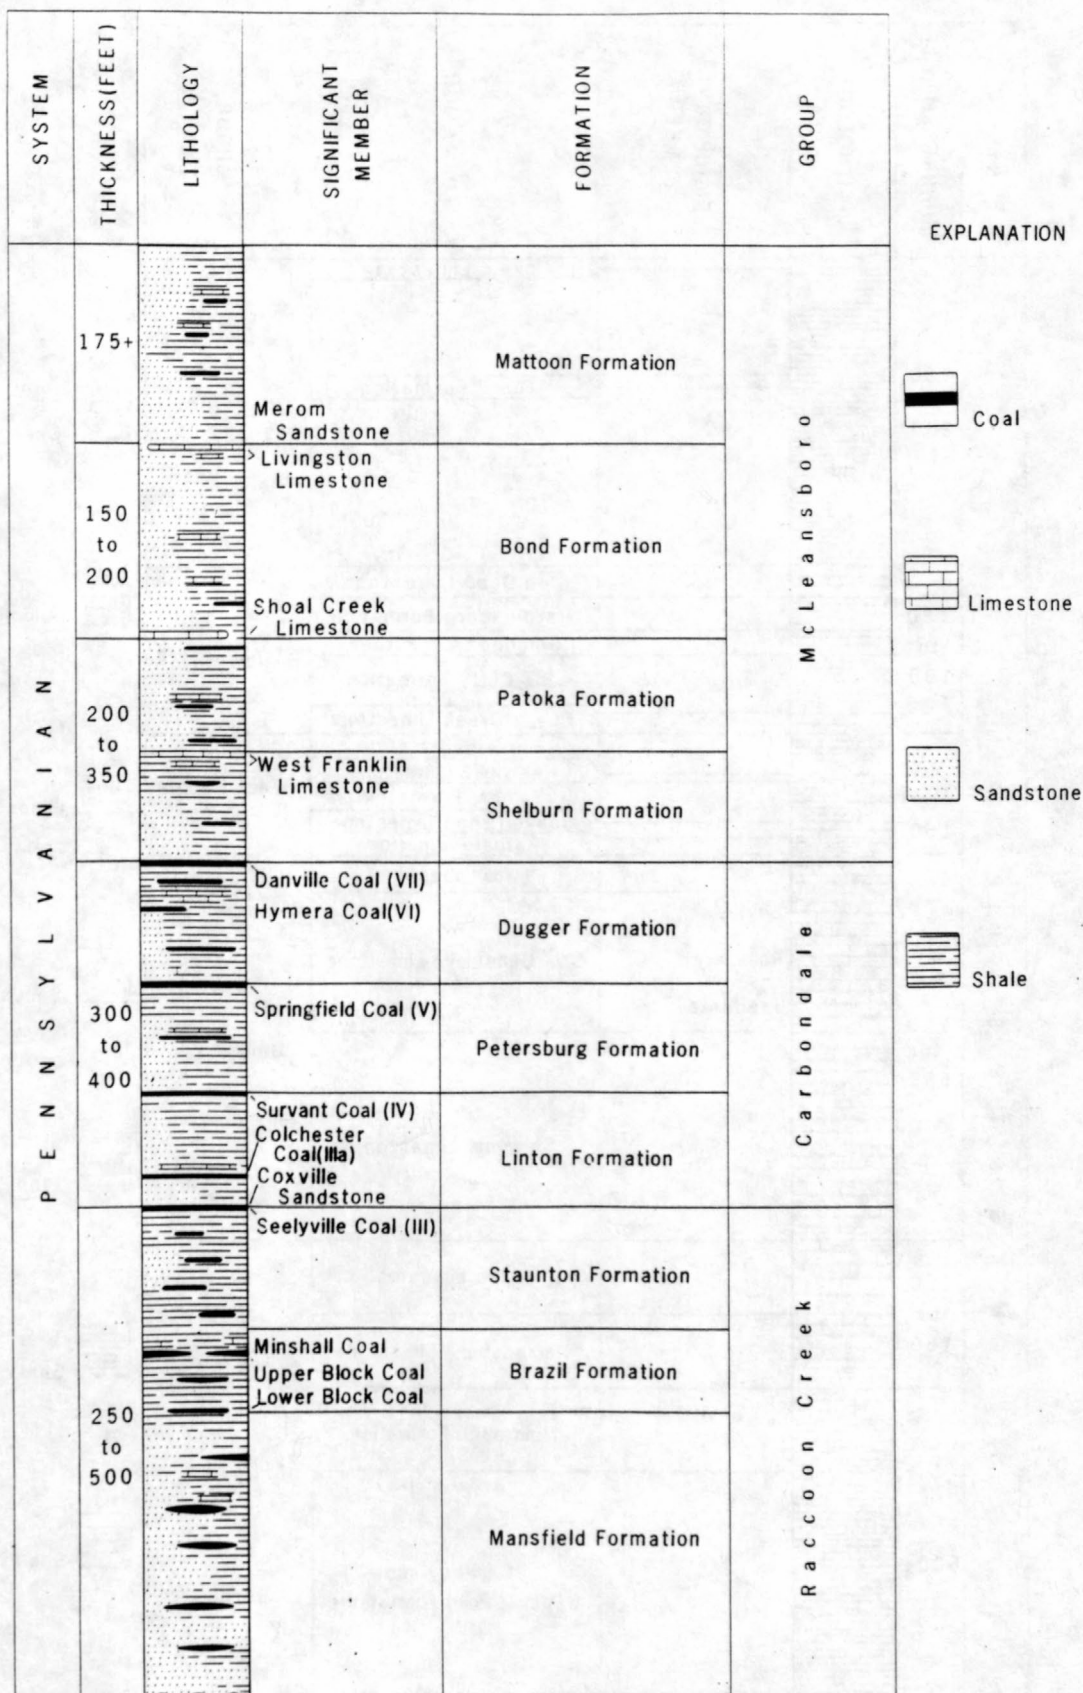 SYSTEM
THICKNESS(FEET)
LITHOLOGY
SIGNIFICANT
MEMBER
FORMATION
GROUP
EXPLANATION
175+
Mattoon Formation
Merom
Sandstone
Livingston
Limestone
150
to
200
Bond Formation
Shoal Creek
Limestone
Patoka Formation
200
to
350
West Franklin
Limestone
Shelburn Formation
McLeansboro
Danville Coal (VII)
Hymera Coal(VI)
Dugger Formation
Springfield Coal (V)
300
to
400
Petersburg Formation
Survant Coal (IV)
Colchester
Coal(IIIa)
Coxville
Sandstone
Linton Formation
Carbondale
Seelyville Coal (III)
Staunton Formation
Minshall Coal
Upper Block Coal
Lower Block Coal
Brazil Formation
250
to
500
Mansfield Formation
Raccoon Creek
PENNSYLVANIAN
Coal
Limestone
Sandstone
Shale